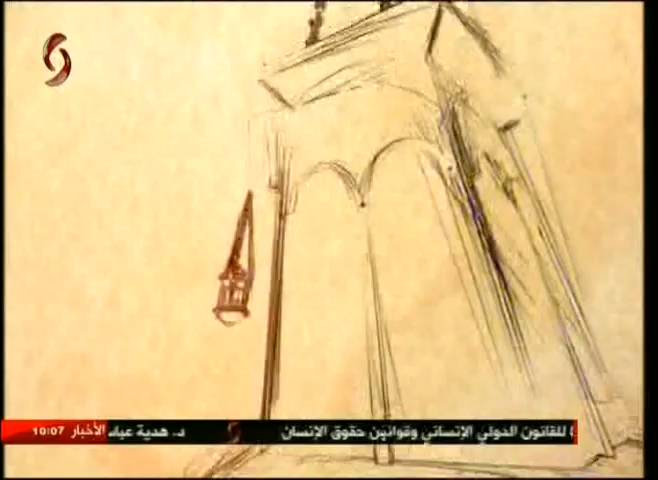 ا للقانون الدولي الإنساني وقوانين حقوق الإنسان
د. هدية عباس
الأخبار 10:07